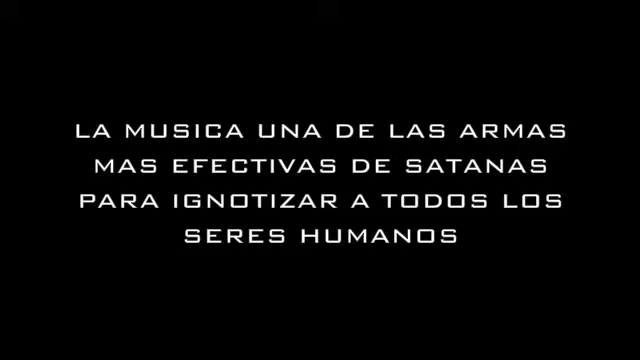 LA MUSICA UNA DE LAS ARMAS
MAS EFECTIVAS DE SATANAS
PARA IGNOTIZAR A TODOS LOS
SERES HUMANOS